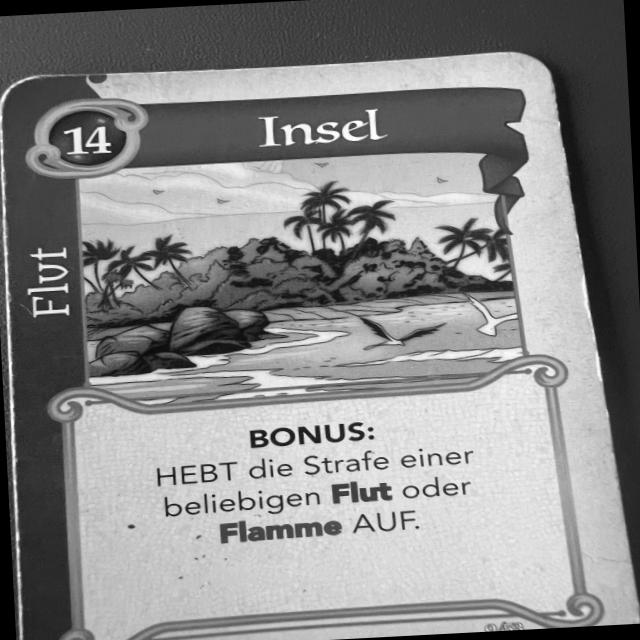 14
Insel
Flut
BONUS:
HEBT die Strafe einer
beliebigen Flut oder
Flamme AUF.